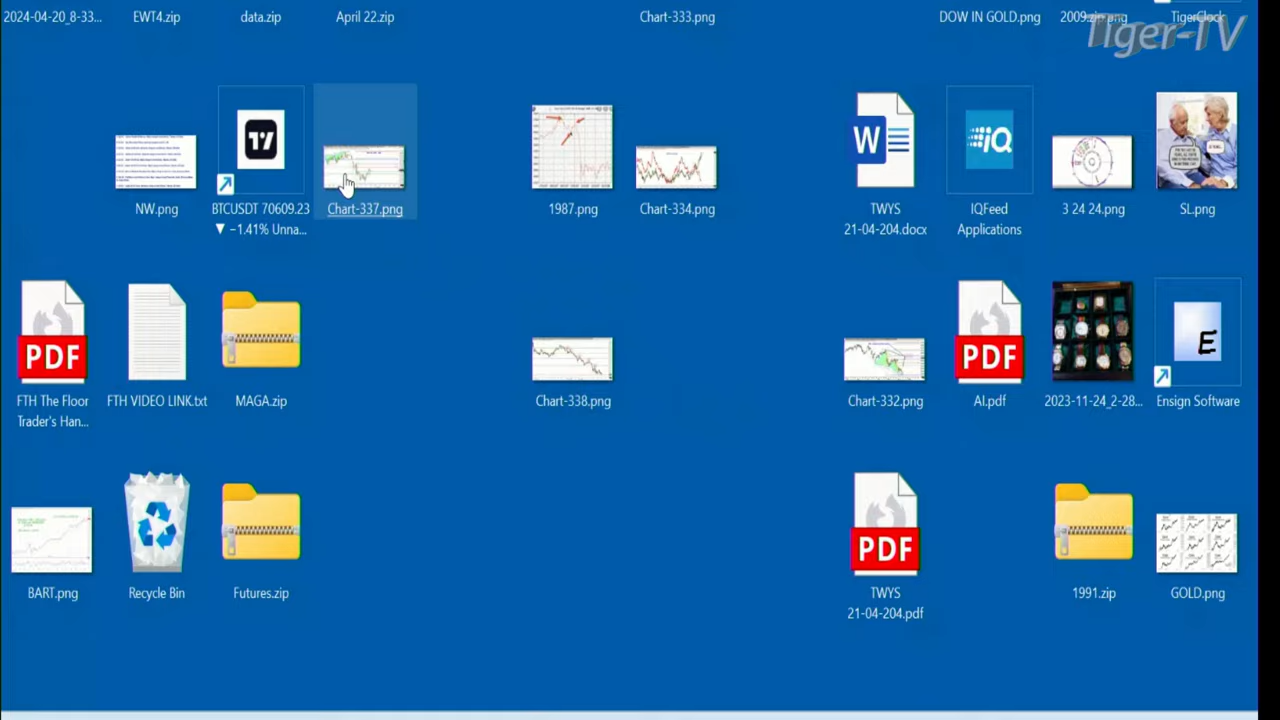 2024-04-20_8-33...
EWT4.zip
data.zip
April 22.zip
Chart-333.png
DOW IN GOLD.png
2009.zip
TigerClock
Tiger-TV
NW.png
BTCUSDT 70609.23
▼ −1.41% Unna...
Chart-337.png
1987.png
Chart-334.png
W
TWYS
21-04-204.docx
iQ
IQFeed
Applications
3 24 24.png
SL.png
PDF
FTH The Floor
Trader's Han...
FTH VIDEO LINK.txt
MAGA.zip
Chart-338.png
Chart-332.png
PDF
AI.pdf
2023-11-24_2-28...
E
Ensign Software
BART.png
Recycle Bin
Futures.zip
PDF
TWYS
21-04-204.pdf
1991.zip
GOLD.png